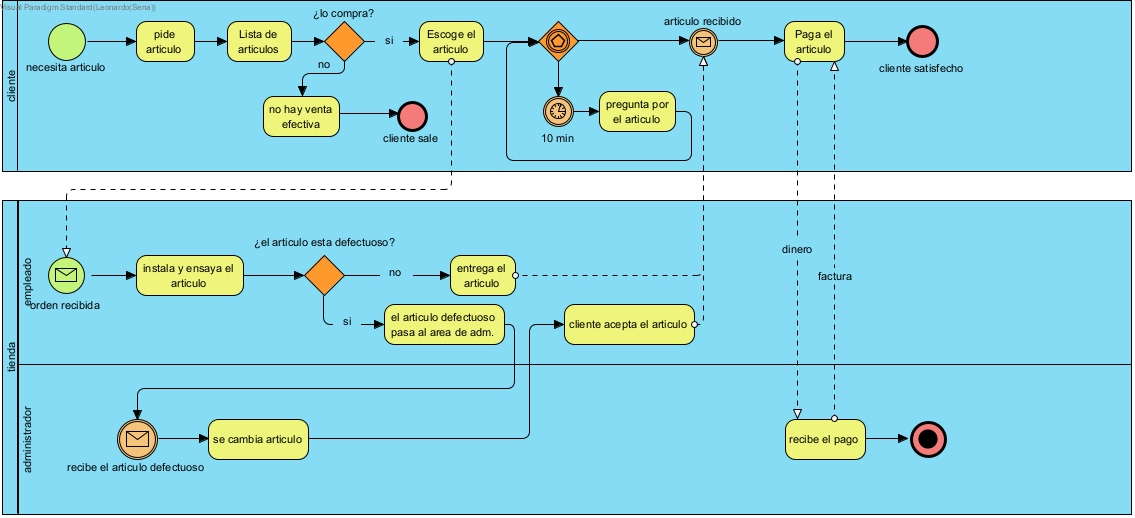 Visual Paradigm Standard(Leonardo(Sena))
cliente
necesita articulo
pide
articulo
Lista de
articulos
¿lo compra?
si
no
no hay venta
efectiva
cliente sale
Escoge el
articulo
10 min
pregunta por
el articulo
articulo recibido
Paga el
articulo
cliente satisfecho
tienda
empleado
orden recibida
instala y ensaya el
articulo
¿el articulo esta defectuoso?
no
si
entrega el
articulo
el articulo defectuoso
pasa al area de adm.
cliente acepta el articulo
dinero
factura
administrador
recibe el articulo defectuoso
se cambia articulo
recibe el pago